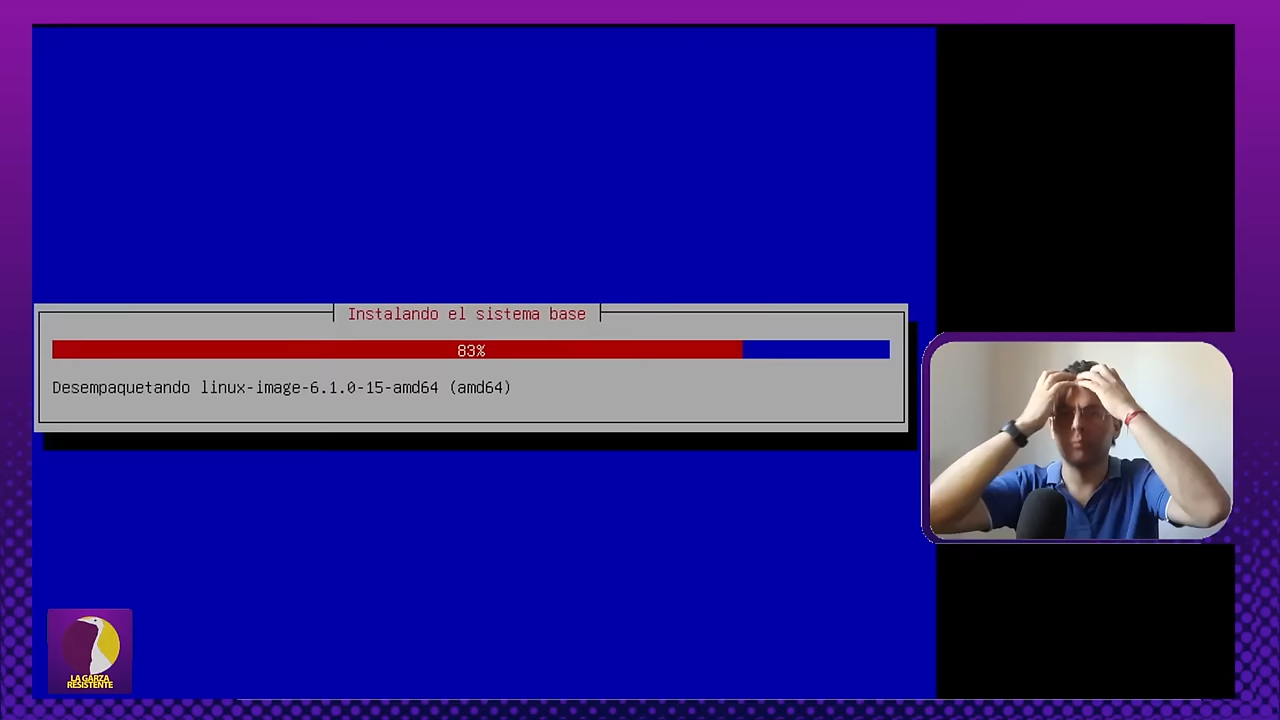 Instalando el sistema base
83%
Desempaquetando linux-image-6.1.0-15-amd64 (amd64)
LA GARZA
RESISTENTE